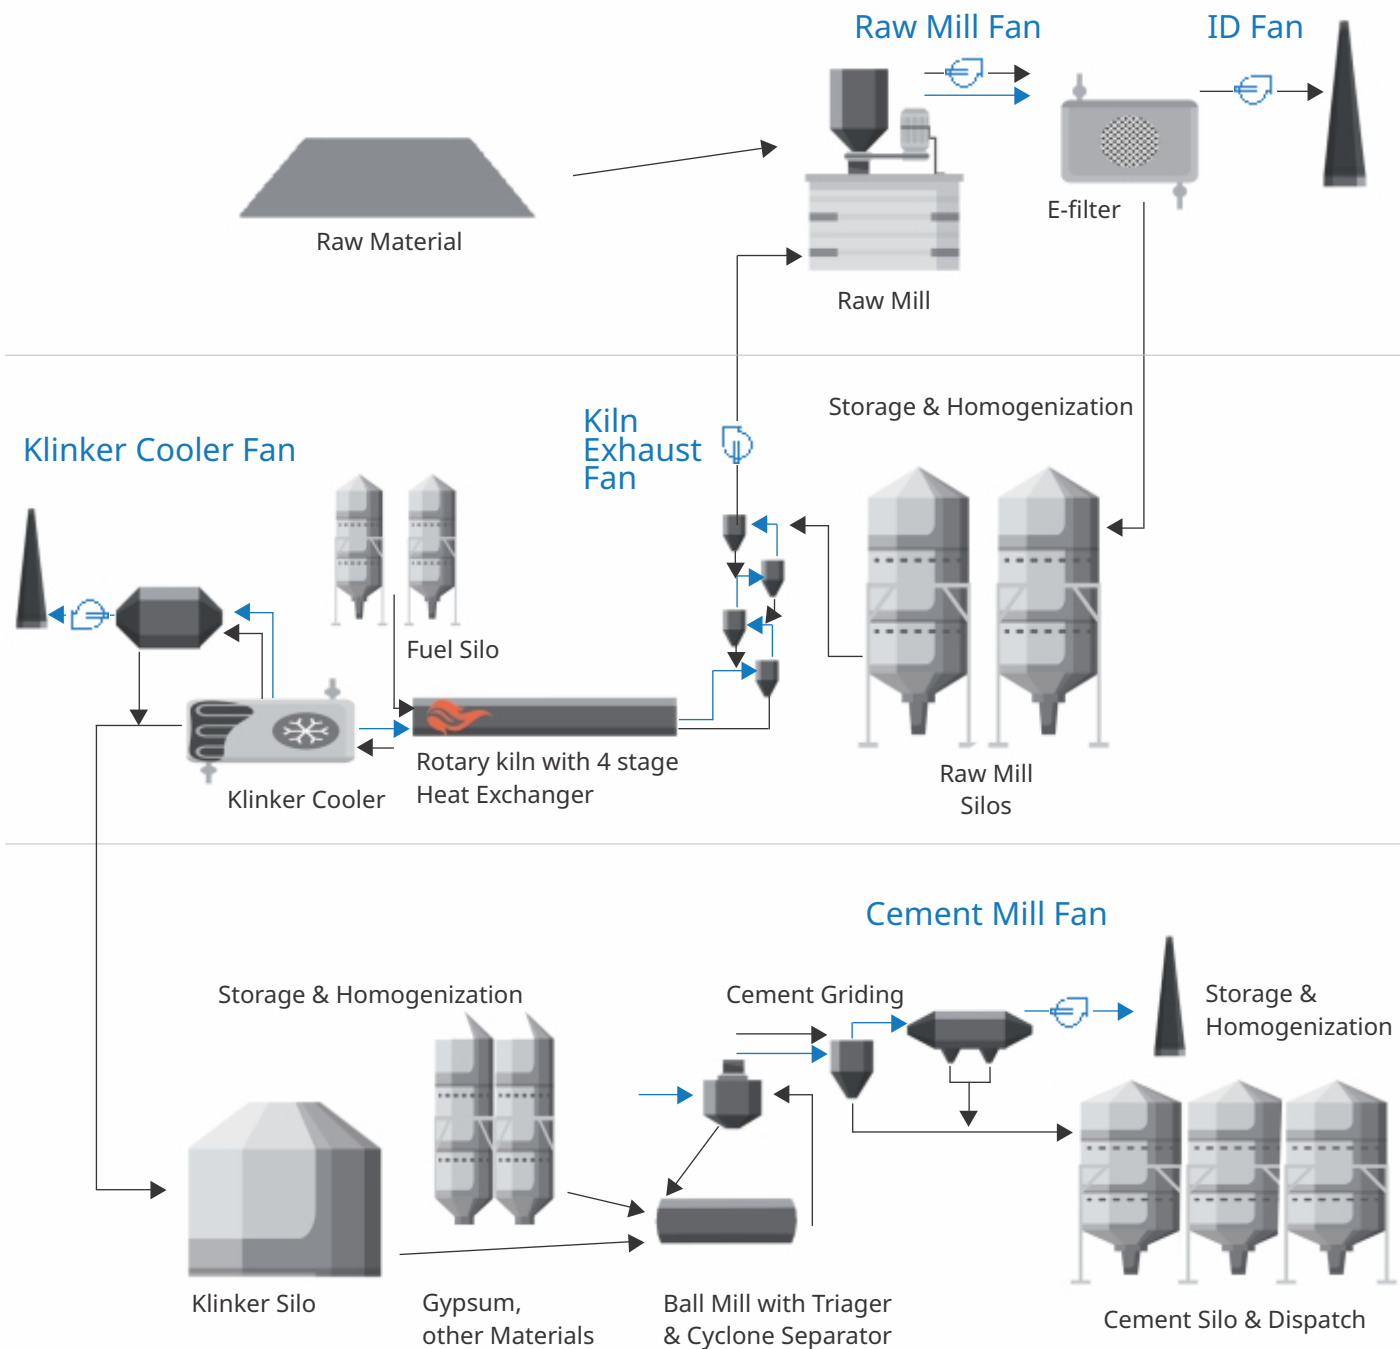 Raw Mill Fan
ID Fan
Raw Material
E-filter
Raw Mill
Storage & Homogenization
Kiln
Exhaust
Fan
Klinker Cooler Fan
Fuel Silo
Rotary kiln with 4 stage
Heat Exchanger
Klinker Cooler
Raw Mill
Silos
Cement Mill Fan
Storage & Homogenization
Cement Griding
Storage &
Homogenization
Klinker Silo
Gypsum,
other Materials
Ball Mill with Triager
& Cyclone Separator
Cement Silo & Dispatch